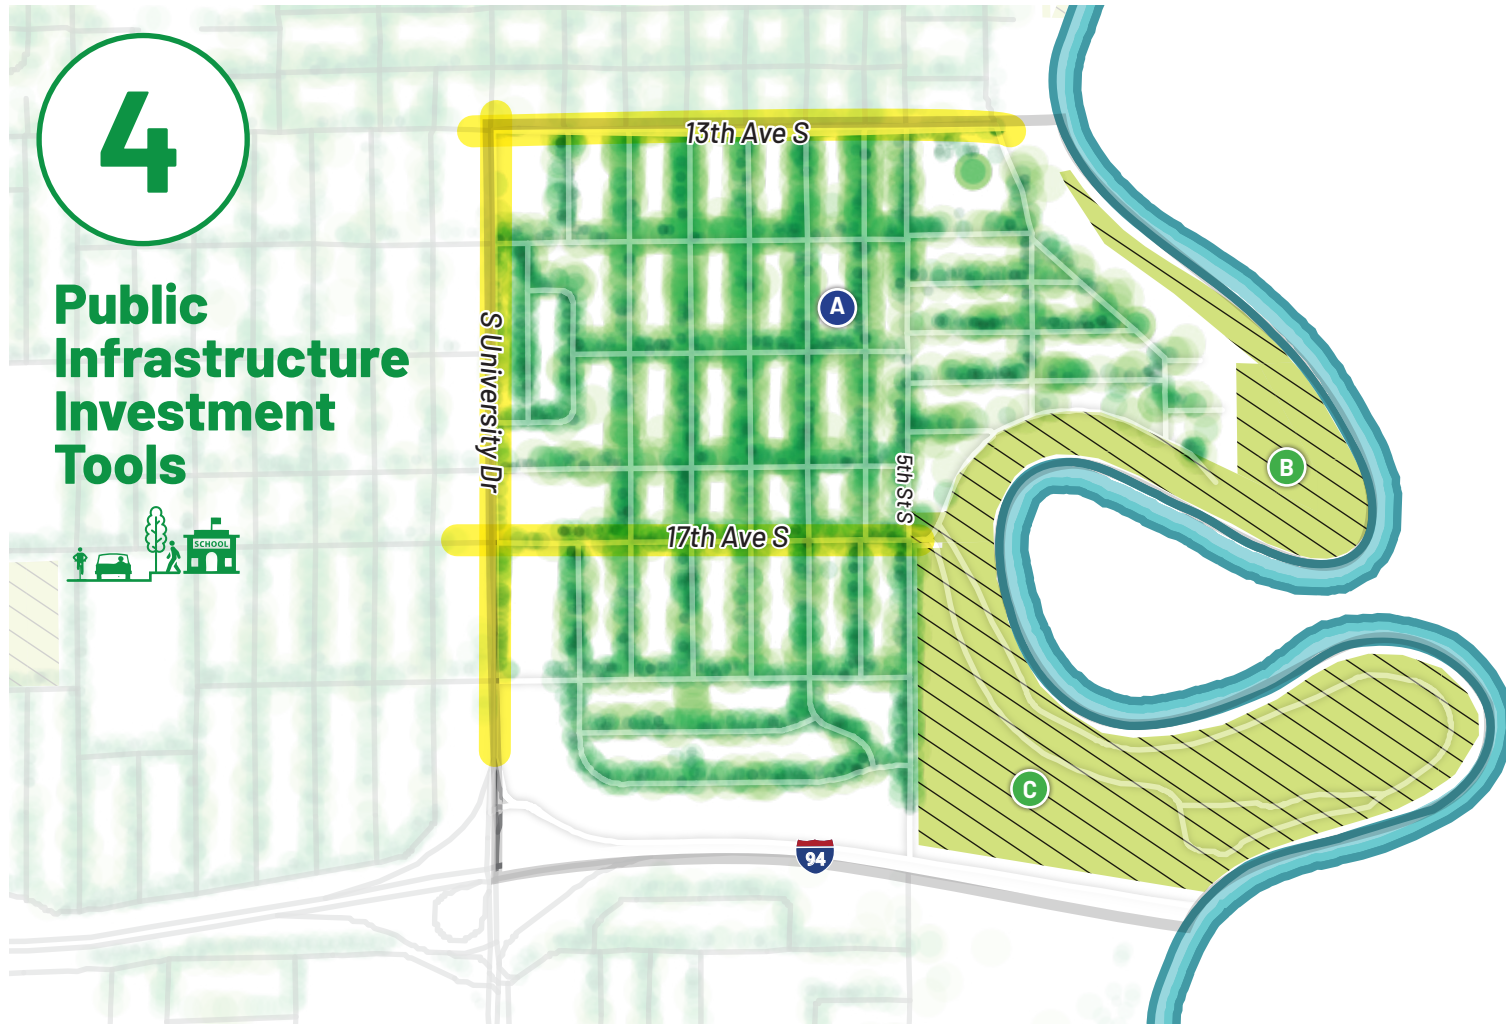 4
Public
Infrastructure
Investment
Tools
SCHOOL
13th Ave S
S University Dr
A
5th St S
B
17th Ave S
C
94